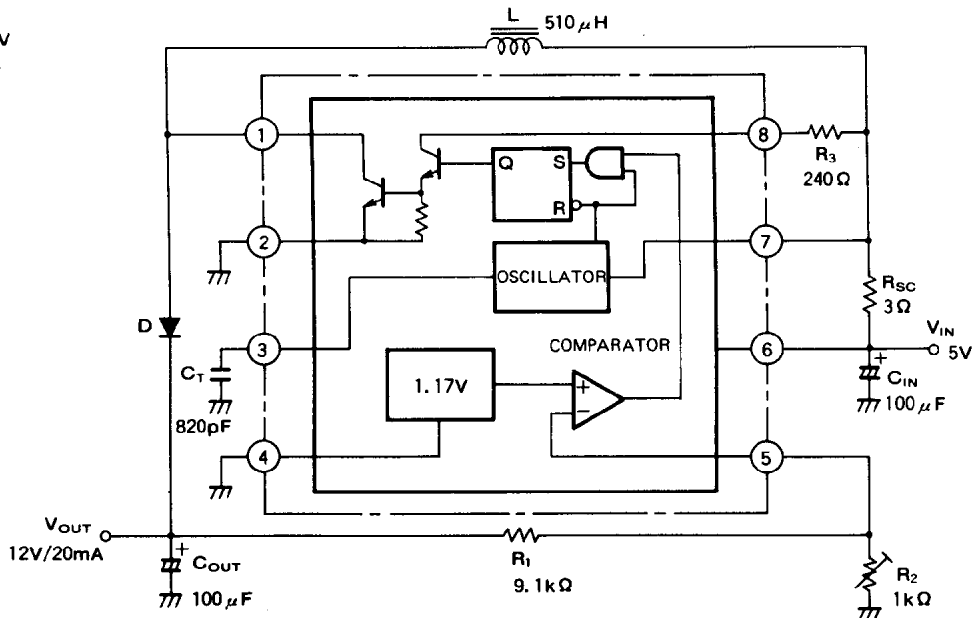 V
L 510μH
1
8
R3
240Ω
Q S
R
2
7
OSCILLATOR
RSC
3Ω
D
3
COMPARATOR
6
VIN
5V
CT
820pF
1.17V
+
−
+
CIN
100μF
4
5
VOUT
12V/20mA
+
COUT
100μF
R1
9.1kΩ
R2
1kΩ